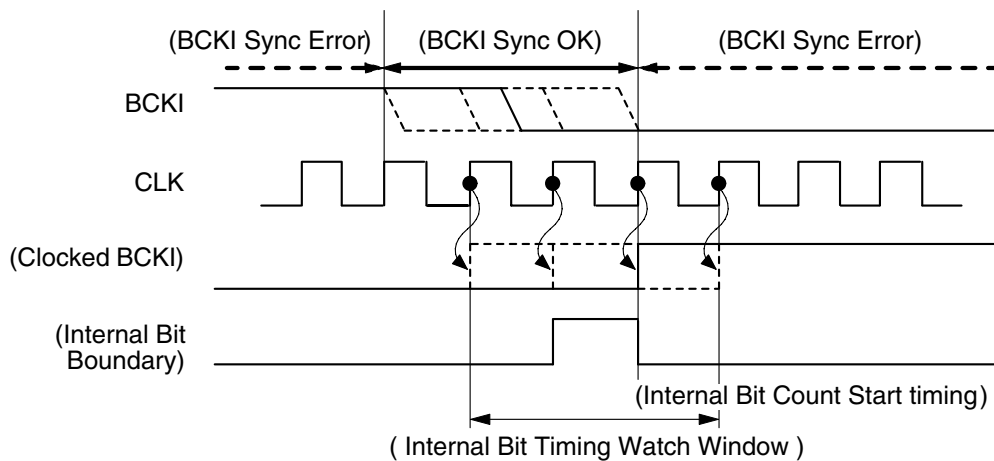 (BCKI Sync Error) (BCKI Sync OK) (BCKI Sync Error)
BCKI
CLK
(Clocked BCKI)
(Internal Bit
Boundary)
(Internal Bit Count Start timing)
( Internal Bit Timing Watch Window )